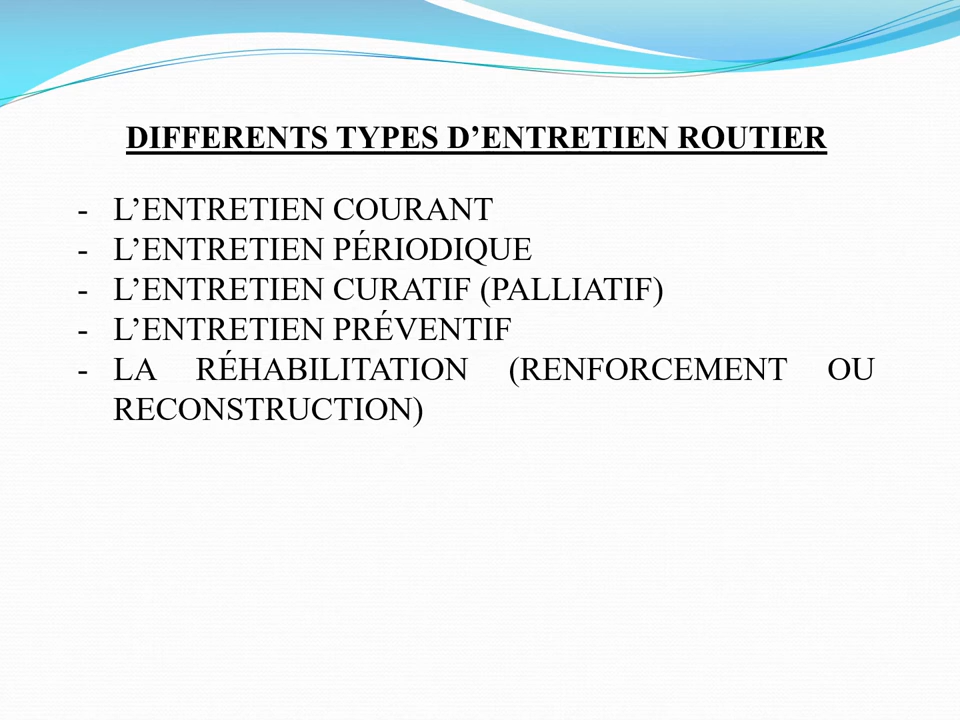 DIFFERENTS TYPES D’ENTRETIEN ROUTIER
- L’ENTRETIEN COURANT
- L’ENTRETIEN PÉRIODIQUE
- L’ENTRETIEN CURATIF (PALLIATIF)
- L’ENTRETIEN PRÉVENTIF
- LA RÉHABILITATION (RENFORCEMENT OU
RECONSTRUCTION)